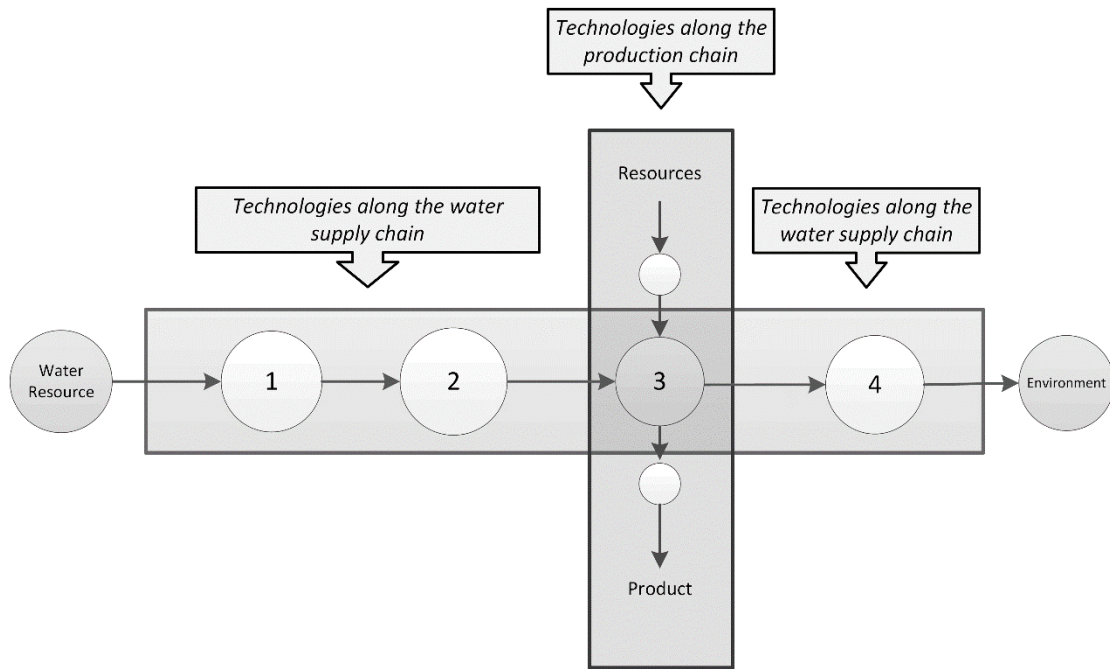 Technologies along the
production chain
Resources
Technologies along the water
supply chain
Technologies along the
water supply chain
Water
Resource
1
2
3
4
Environment
Product